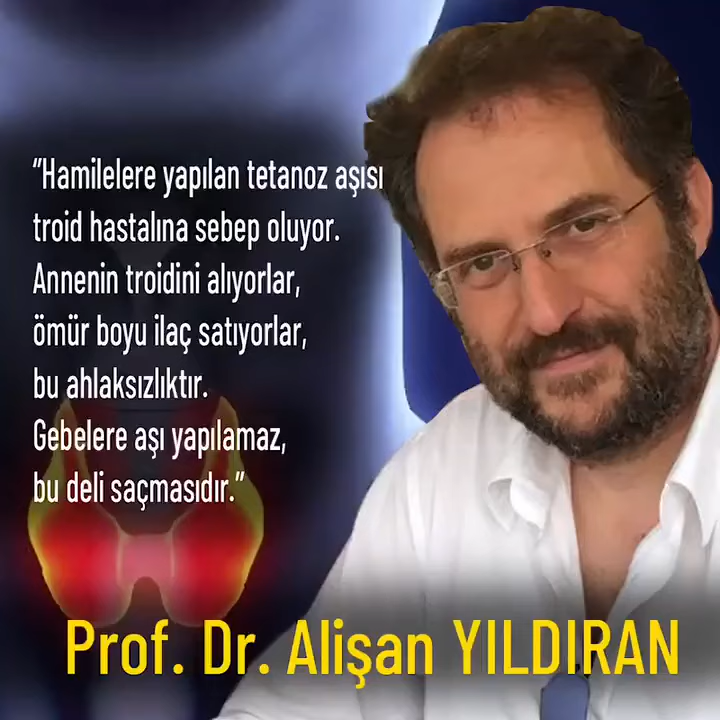 “Hamilelere yapılan tetanoz aşısı
troid hastalına sebep oluyor.
Annenin troidini alıyorlar,
ömür boyu ilaç satıyorlar,
bu ahlaksızlıktır.
Gebelere aşı yapılamaz,
bu deli saçmasıdır.”
Prof. Dr. Alişan YILDIRAN